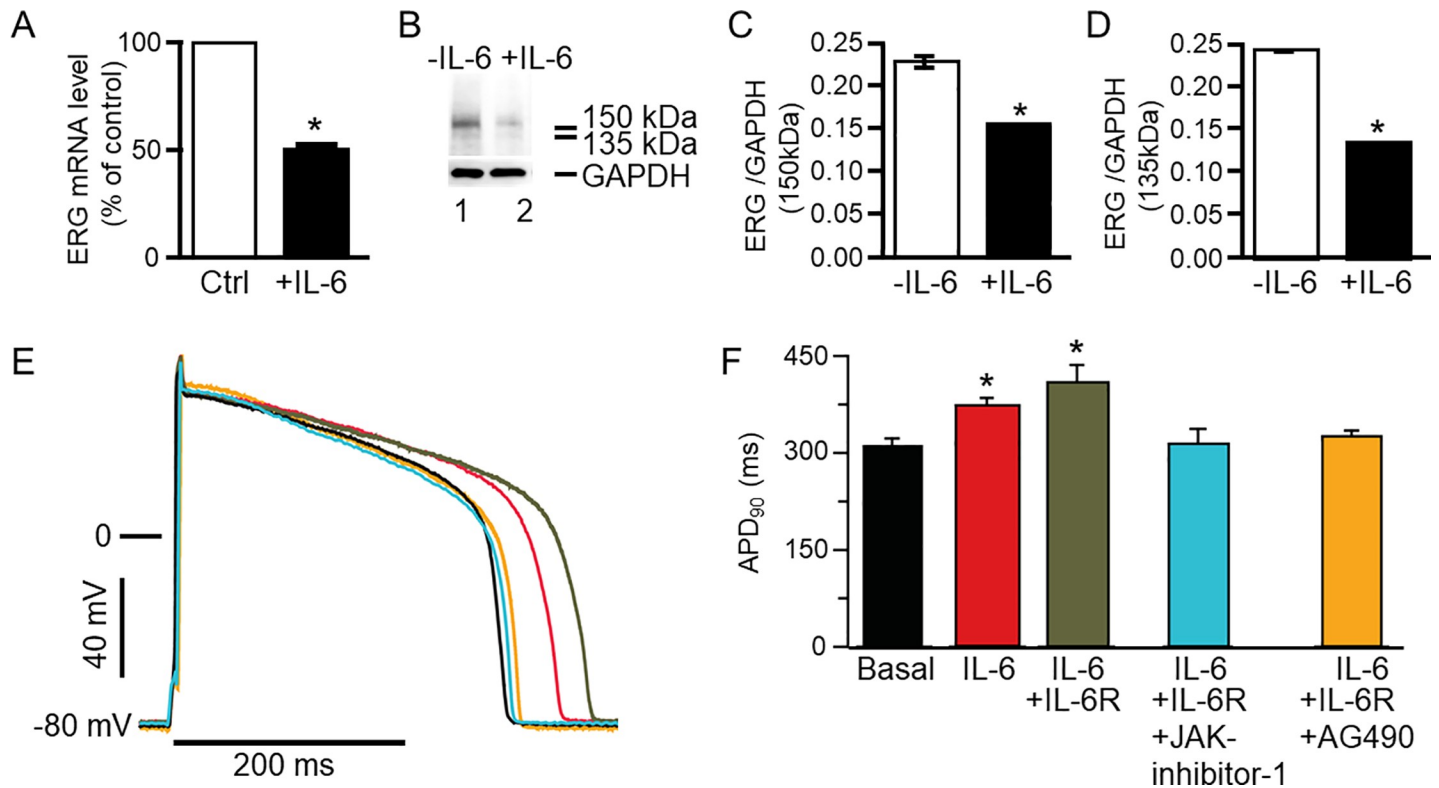 A
ERG mRNA level
(% of control)
100
50
0
*
Ctrl +IL-6
B
-IL-6 +IL-6
150 kDa
135 kDa
GAPDH
1 2
C
ERG /GAPDH
(150kDa)
0.25
0.20
0.15
0.05
0.00
*
-IL-6 +IL-6
D
ERG /GAPDH
(135kDa)
0.25
0.20
0.15
0.05
0.00
*
-IL-6 +IL-6
E
0
40 mV
-80 mV
200 ms
F
APD90 (ms)
450
300
150
0
*
*
Basal
IL-6
IL-6
+IL-6R
IL-6
+IL-6R
+JAK-
inhibitor-1
IL-6
+IL-6R
+AG490